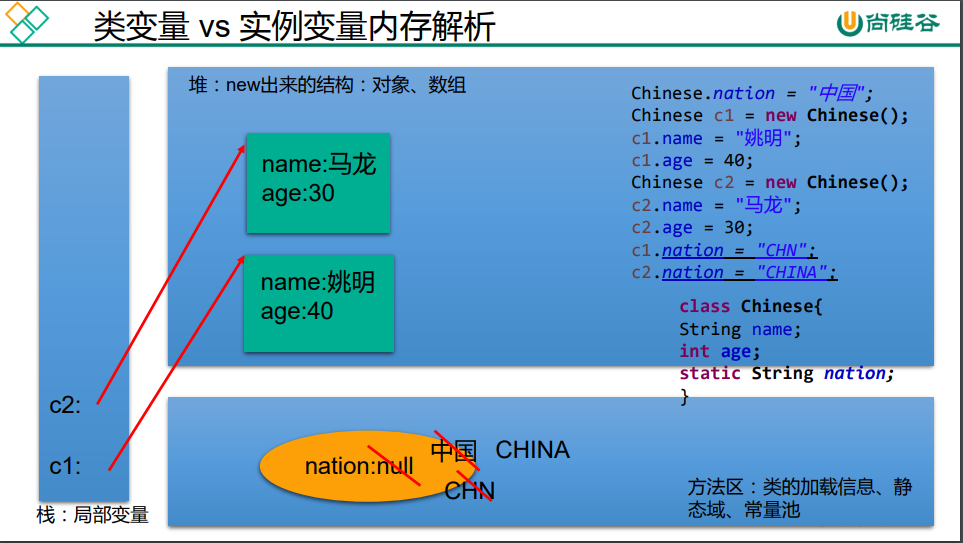 类变量 vs 实例变量内存解析
尚硅谷
堆：new出来的结构：对象、数组
name:马龙
age:30
name:姚明
age:40
Chinese.nation = "中国";
Chinese c1 = new Chinese();
c1.name = "姚明";
c1.age = 40;
Chinese c2 = new Chinese();
c2.name = "马龙";
c2.age = 30;
c1.nation = "CHN";
c2.nation = "CHINA";
class Chinese{
String name;
int age;
static String nation;
}
c2:
c1:
栈：局部变量
nation:null
中国 CHINA
CHN
方法区：类的加载信息、静
态域、常量池